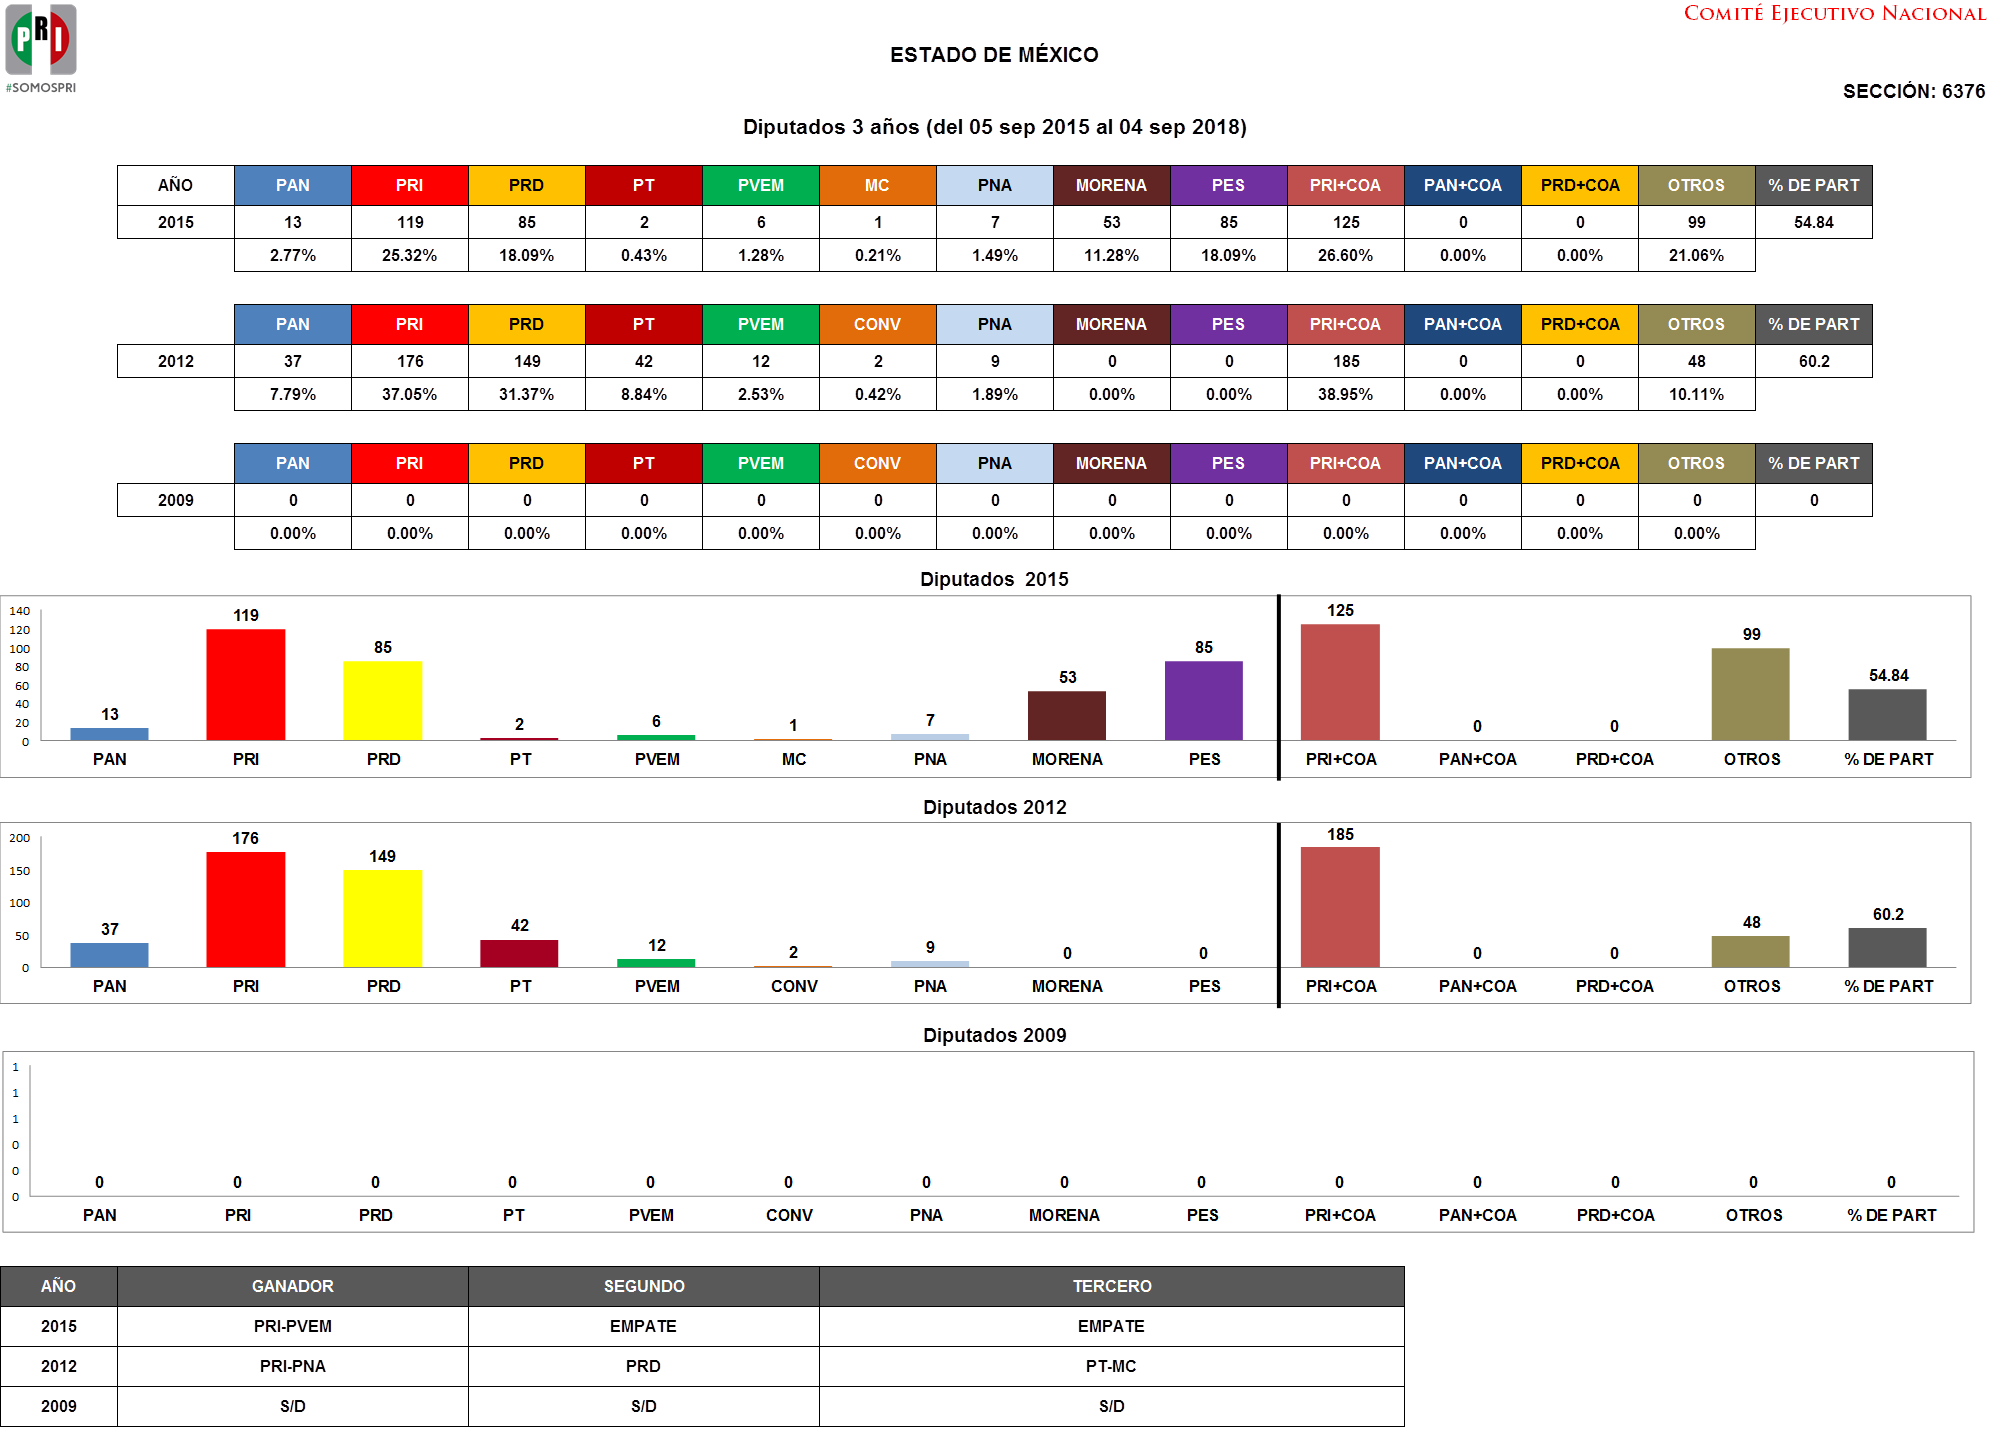 PRI
#SOMOSPRI
COMITÉ EJECUTIVO NACIONAL
ESTADO DE MÉXICO
SECCIÓN: 6376
Diputados 3 años (del 05 sep 2015 al 04 sep 2018)
AÑO PAN PRI PRD PT PVEM MC PNA MORENA PES PRI+COA PAN+COA PRD+COA OTROS % DE PART
2015 13 119 85 2 6 1 7 53 85 125 0 0 99 54.84
2.77% 25.32% 18.09% 0.43% 1.28% 0.21% 1.49% 11.28% 18.09% 26.60% 0.00% 0.00% 21.06%
PAN PRI PRD PT PVEM CONV PNA MORENA PES PRI+COA PAN+COA PRD+COA OTROS % DE PART
2012 37 176 149 42 12 2 9 0 0 185 0 0 48 60.2
7.79% 37.05% 31.37% 8.84% 2.53% 0.42% 1.89% 0.00% 0.00% 38.95% 0.00% 0.00% 10.11%
PAN PRI PRD PT PVEM CONV PNA MORENA PES PRI+COA PAN+COA PRD+COA OTROS % DE PART
2009 0 0 0 0 0 0 0 0 0 0 0 0 0 0
0.00% 0.00% 0.00% 0.00% 0.00% 0.00% 0.00% 0.00% 0.00% 0.00% 0.00% 0.00% 0.00%
Diputados 2015
140
120
100
80
60
40
20
0
13 119 85 2 6 1 7 53 85 125 0 0 99 54.84
PAN PRI PRD PT PVEM MC PNA MORENA PES PRI+COA PAN+COA PRD+COA OTROS % DE PART
Diputados 2012
200
150
100
50
0
37 176 149 42 12 2 9 0 0 185 0 0 48 60.2
PAN PRI PRD PT PVEM CONV PNA MORENA PES PRI+COA PAN+COA PRD+COA OTROS % DE PART
Diputados 2009
1
1
1
0
0
0
0 0 0 0 0 0 0 0 0 0 0 0 0 0
PAN PRI PRD PT PVEM CONV PNA MORENA PES PRI+COA PAN+COA PRD+COA OTROS % DE PART
AÑO GANADOR SEGUNDO TERCERO
2015 PRI-PVEM EMPATE EMPATE
2012 PRI-PNA PRD PT-MC
2009 S/D S/D S/D